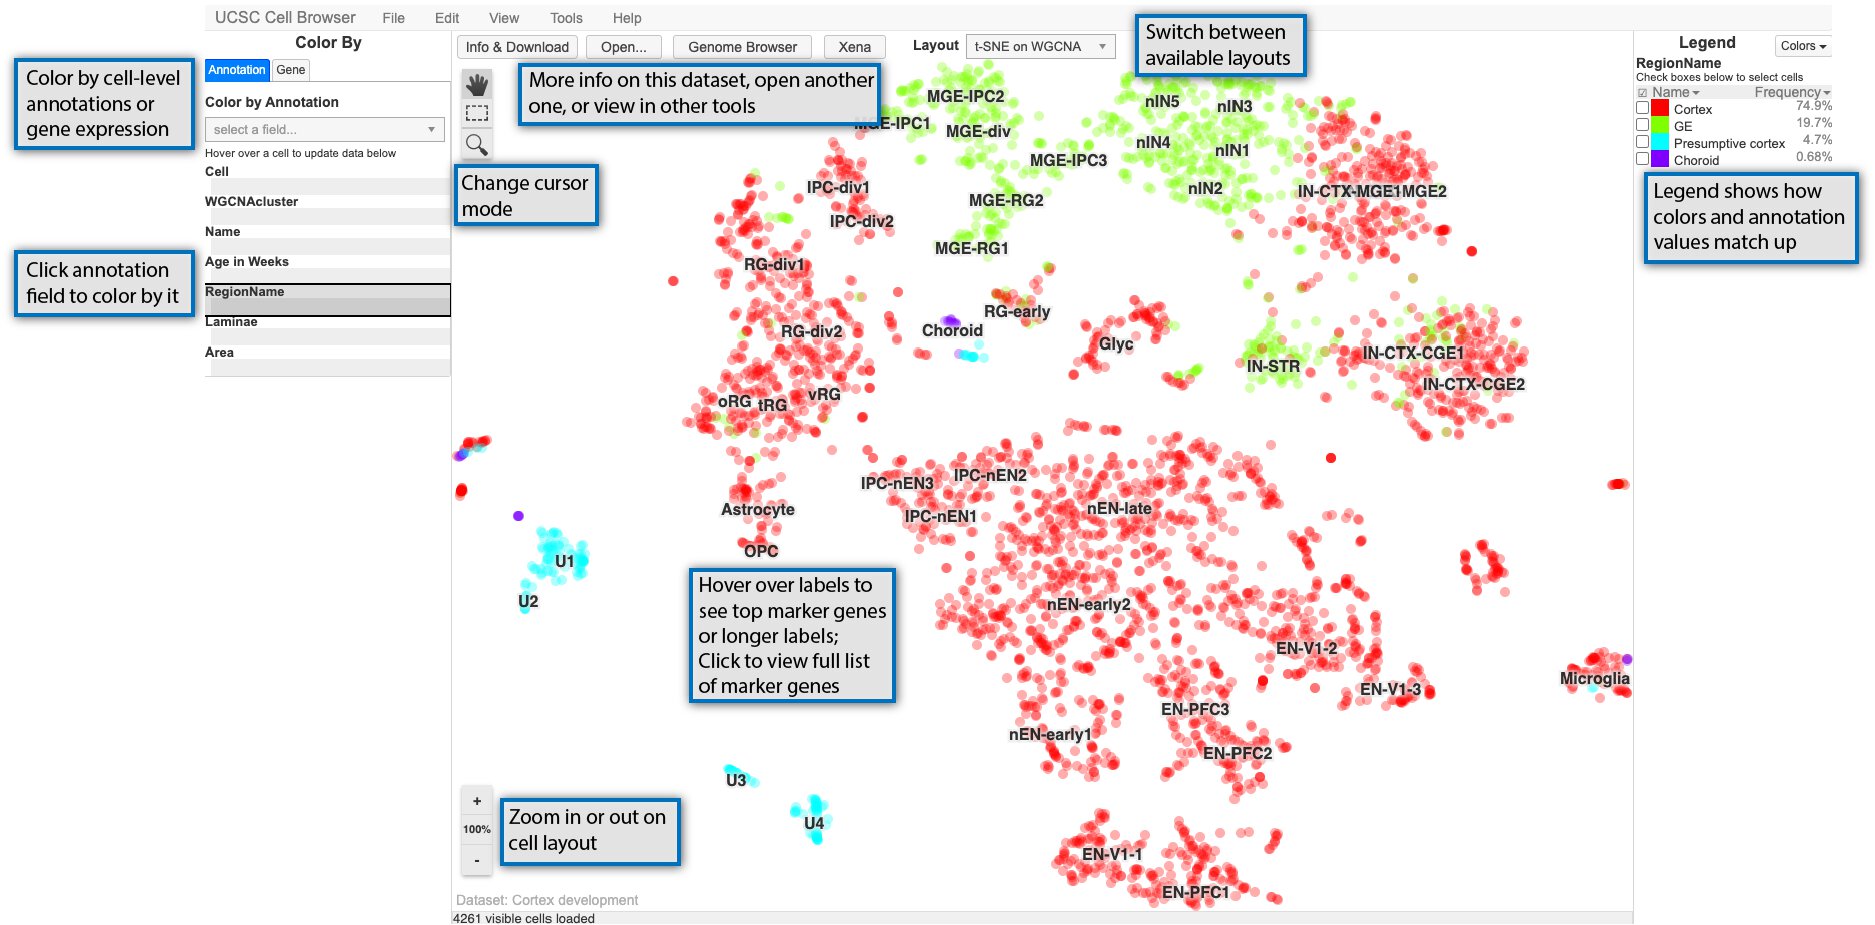 UCSC Cell Browser File Edit View Tools Help
Color By
Annotation Gene
Color by Annotation
select a field...
Hover over a cell to update data below
Cell
WGCNAcluster
Name
Age in Weeks
RegionName
Laminae
Area
Color by cell-level
annotations or
gene expression
Click annotation
field to color by it
Info & Download Open... Genome Browser Xena Layout t-SNE on WGCNA
More info on this dataset, open another
one, or view in other tools
Switch between
available layouts
Change cursor
mode
MGE-IPC2
MGE-IPC1
MGE-div
MGE-IPC3
MGE-RG2
MGE-RG1
nIN5
nIN3
nIN4
nIN1
nIN2
IN-CTX-MGE1MGE2
IPC-div1
IPC-div2
RG-div1
RG-div2
RG-early
Choroid
Glyc
IN-STR
IN-CTX-CGE1
IN-CTX-CGE2
oRG
tRG
vRG
IPC-nEN3
IPC-nEN2
IPC-nEN1
nEN-late
Astrocyte
OPC
U1
U2
Hover over labels to
see top marker genes
or longer labels;
Click to view full list
of marker genes
nEN-early2
EN-V1-2
EN-V1-3
Microglia
EN-PFC3
nEN-early1
EN-PFC2
U3
U4
EN-V1-1
EN-PFC1
+
100%
-
Zoom in or out on
cell layout
Dataset: Cortex development
4261 visible cells loaded
Legend Colors
RegionName
Check boxes below to select cells
Name Frequency
Cortex 74.9%
GE 19.7%
Presumptive cortex 4.7%
Choroid 0.68%
Legend shows how
colors and annotation
values match up